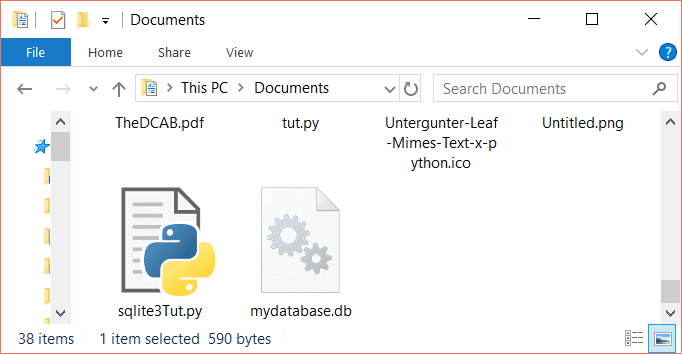 Documents
File
Home
Share
View
This PC
Documents
Search Documents
TheDCAB.pdf
tut.py
Untergunter-Leaf
-Mimes-Text-x-p
ython.ico
Untitled.png
sqlite3Tut.py
mydatabase.db
38 items
1 item selected 590 bytes